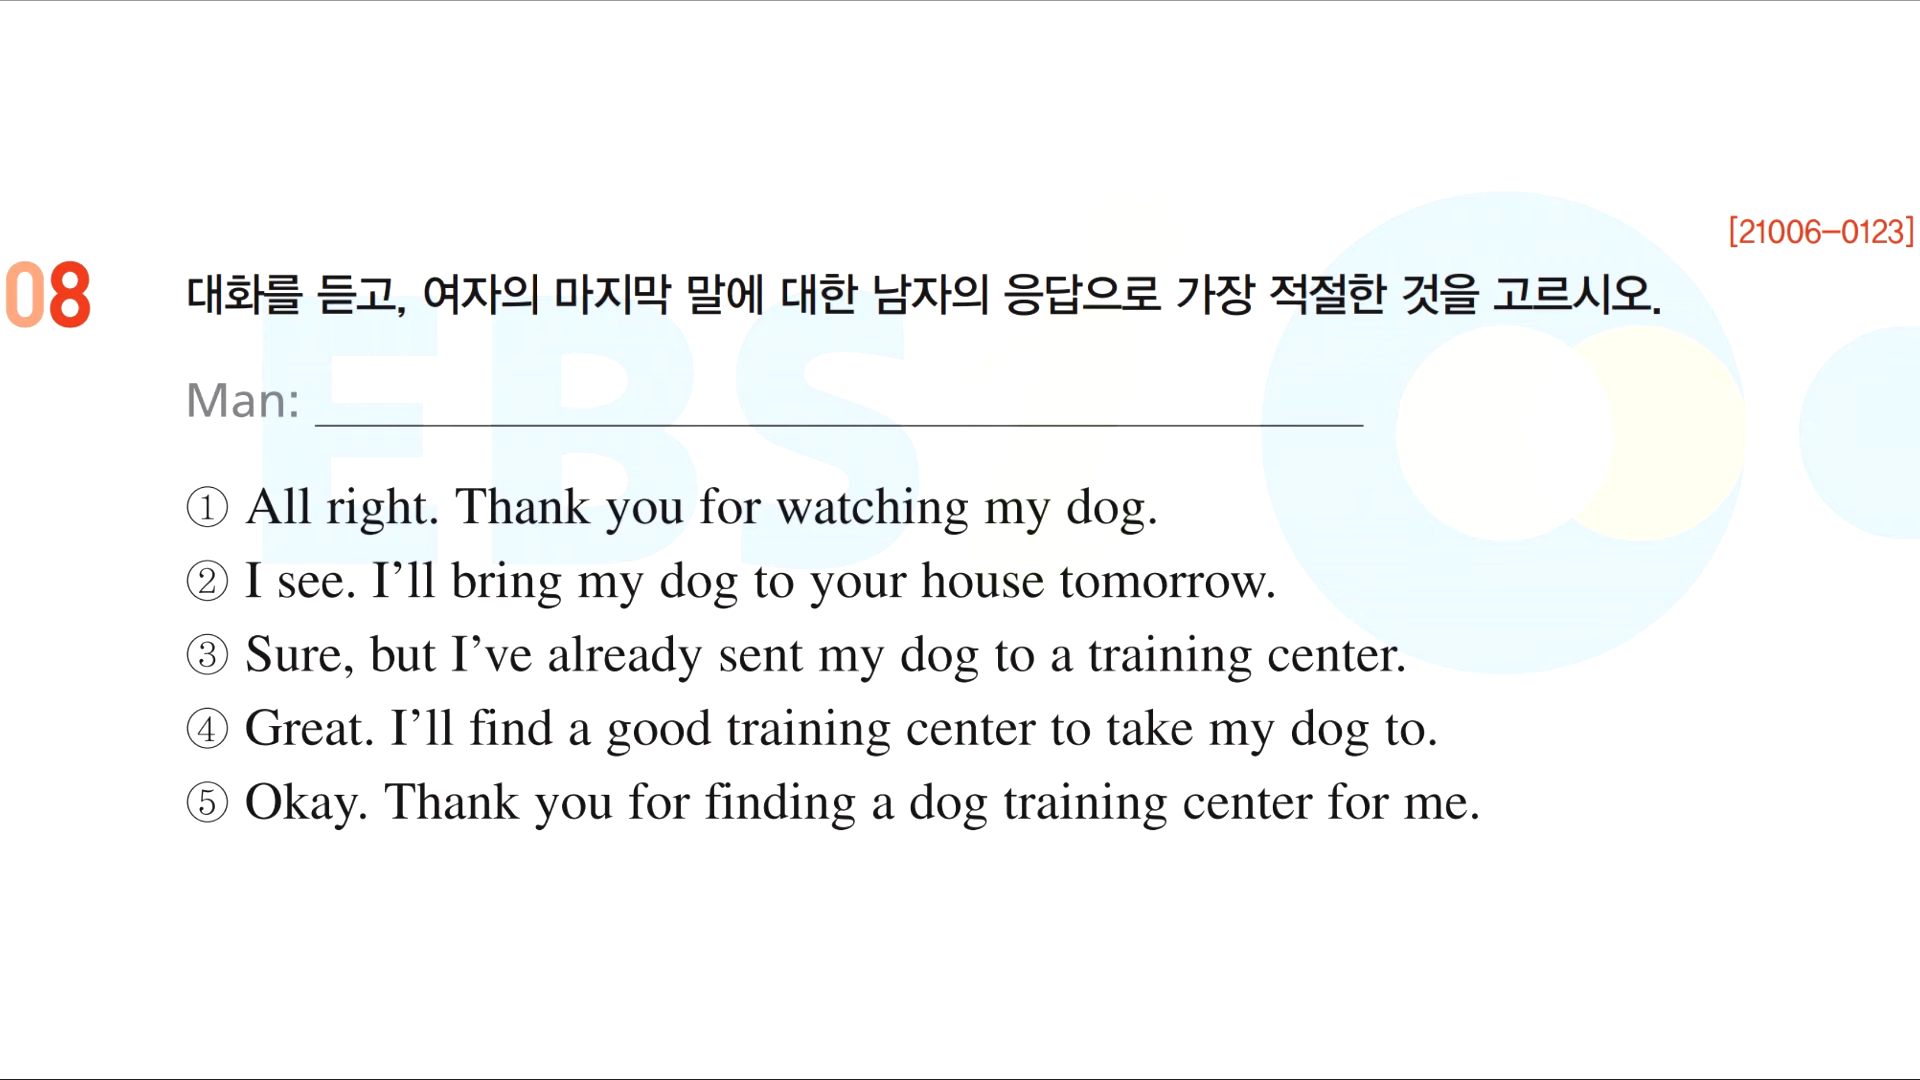 [21006-0123]
08 대화를 듣고, 여자의 마지막 말에 대한 남자의 응답으로 가장 적절한 것을 고르시오.
Man: 
① All right. Thank you for watching my dog.
② I see. I’ll bring my dog to your house tomorrow.
③ Sure, but I’ve already sent my dog to a training center.
④ Great. I’ll find a good training center to take my dog to.
⑤ Okay. Thank you for finding a dog training center for me.
EBS